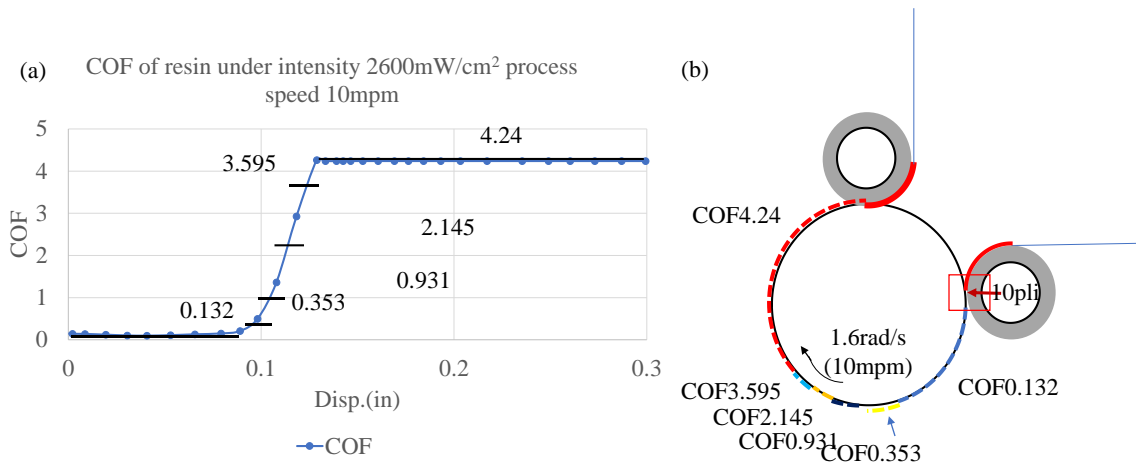 (a)
COF of resin under intensity 2600mW/cm² process
speed 10mpm
5
4
3
2
1
0
COF
4.24
3.595
2.145
0.931
0.132
0.353
0
0.1
0.2
0.3
Disp.(in)
COF
(b)
COF4.24
10pli
1.6rad/s
(10mpm)
COF3.595
COF2.145
COF0.931
COF0.353
COF0.132